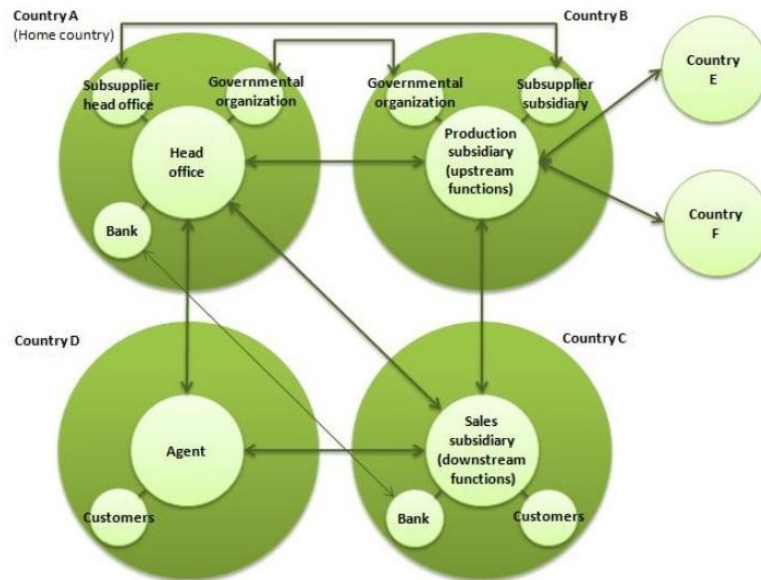 Country A
(Home country)
Country B
Subsupplier
head office
Governmental
organization
Governmental
organization
Subsupplier
subsidiary
Country
E
Head
office
Production
subsidiary
(upstream
functions)
Bank
Country
F
Country D
Country C
Agent
Sales
subsidiary
(downstream
functions)
Customers
Bank
Customers